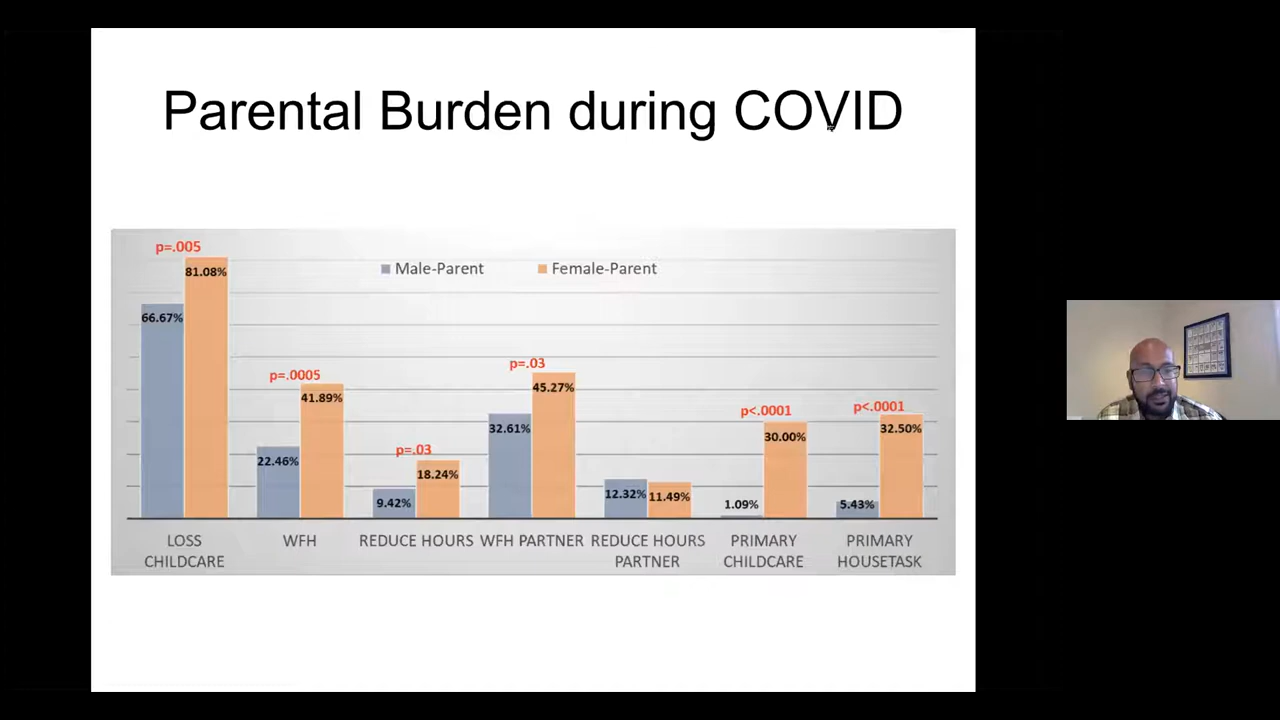 Parental Burden during COVID
p=.005
81.08%
66.67%
Male-Parent
Female-Parent
p=.0005
41.89%
22.46%
p=.03
18.24%
9.42%
p=.03
45.27%
32.61%
12.32%
11.49%
p<.0001
30.00%
1.09%
p<.0001
32.50%
5.43%
LOSS
CHILDCARE
WFH
REDUCE HOURS
WFH PARTNER
REDUCE HOURS
PARTNER
PRIMARY
CHILDCARE
PRIMARY
HOUSETASK